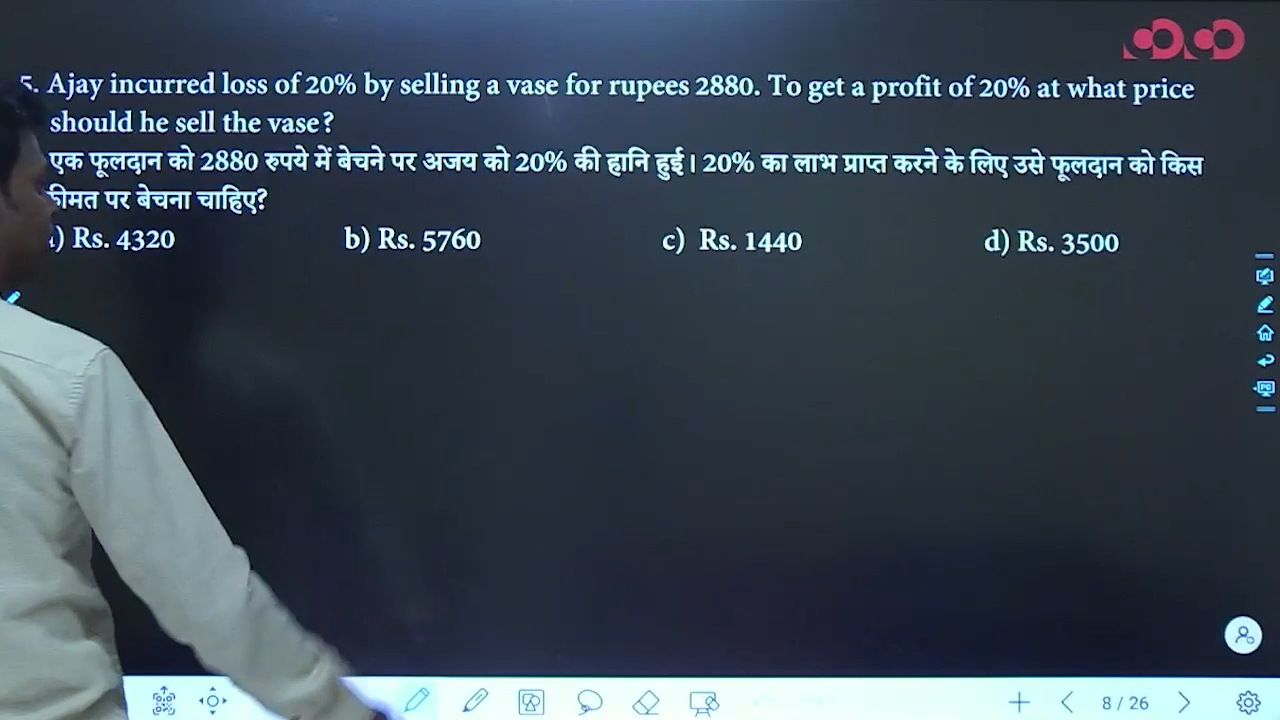 5. Ajay incurred loss of 20% by selling a vase for rupees 2880. To get a profit of 20% at what price
should he sell the vase?
एक फूलदान को 2880 रुपये में बेचने पर अजय को 20% की हानि हुई। 20% का लाभ प्राप्त करने के लिए उसे फूलदान को किस
कीमत पर बेचना चाहिए?
) Rs. 4320 b) Rs. 5760 c) Rs. 1440 d) Rs. 3500
8 / 26